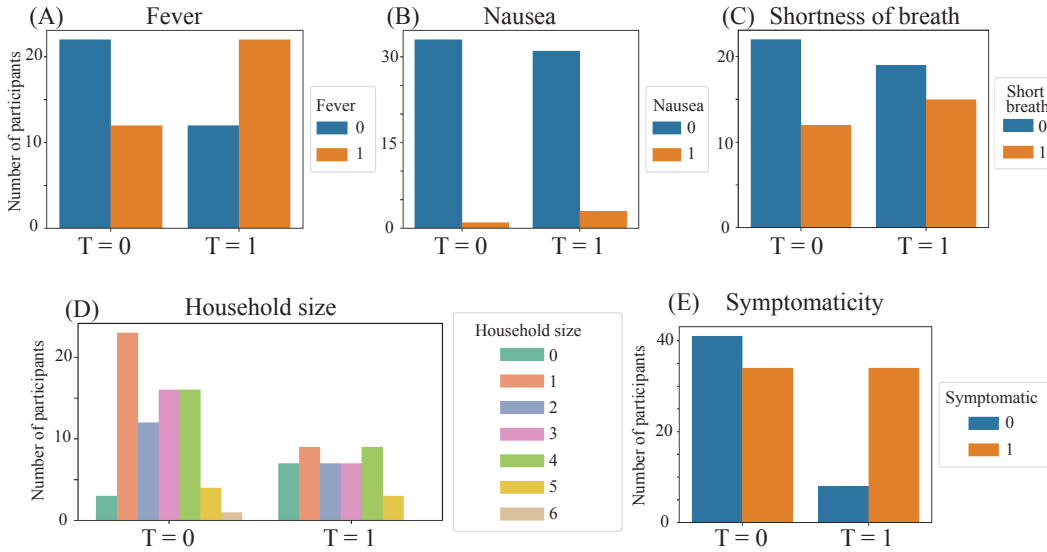 (A) Fever
Number of participants
20
10
0
T = 0
T = 1
Fever
0
1
(B) Nausea
30
15
0
T = 0
T = 1
Nausea
0
1
(C) Shortness of breath
20
10
0
T = 0
T = 1
Short
breath
0
1
(D) Household size
Number of participants
20
10
0
T = 0
T = 1
Household size
0
1
2
3
4
5
6
(E) Symptomaticity
Number of participants
40
20
0
T = 0
T = 1
Symptomatic
0
1